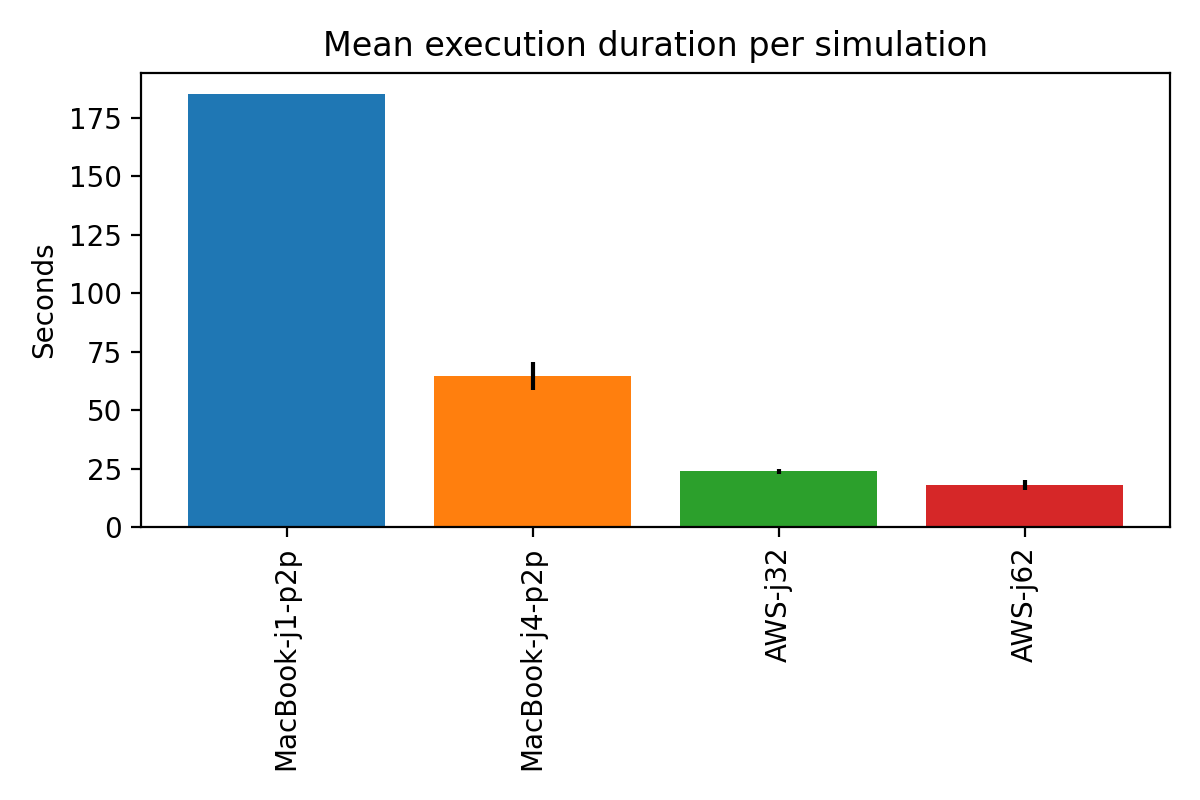 Mean execution duration per simulation
Seconds
175
150
125
100
75
50
25
0
MacBook-j1-p2p
MacBook-j4-p2p
AWS-j32
AWS-j62